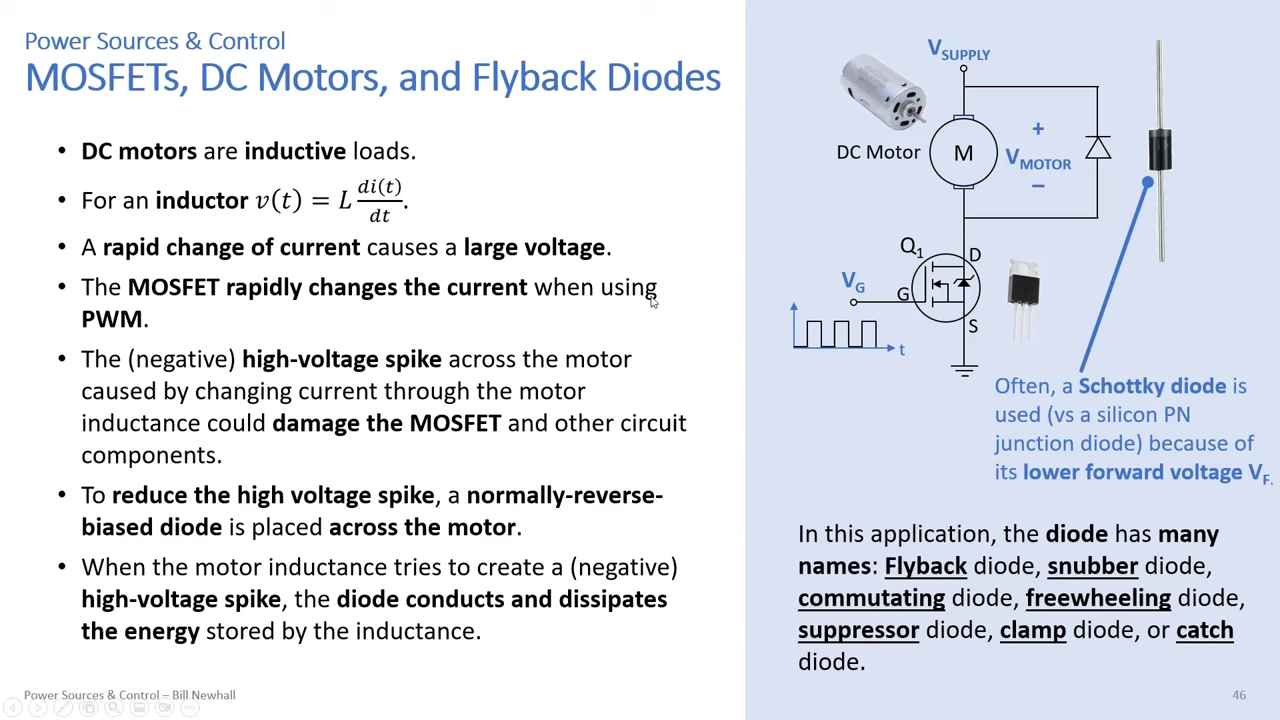 Power Sources & Control
MOSFETs, DC Motors, and Flyback Diodes
• DC motors are inductive loads.
• For an inductor v(t) = L di(t)/dt.
• A rapid change of current causes a large voltage.
• The MOSFET rapidly changes the current when using
PWM.
• The (negative) high-voltage spike across the motor
caused by changing current through the motor
inductance could damage the MOSFET and other circuit
components.
• To reduce the high voltage spike, a normally-reverse-
biased diode is placed across the motor.
• When the motor inductance tries to create a (negative)
high-voltage spike, the diode conducts and dissipates
the energy stored by the inductance.
VSUPPLY
DC Motor
M
+
VMOTOR
−
Q1
D
VG
G
S
t
Often, a Schottky diode is
used (vs a silicon PN
junction diode) because of
its lower forward voltage VF.
In this application, the diode has many
names: Flyback diode, snubber diode,
commutating diode, freewheeling diode,
suppressor diode, clamp diode, or catch
diode.
Power Sources & Control – Bill Newhall
46